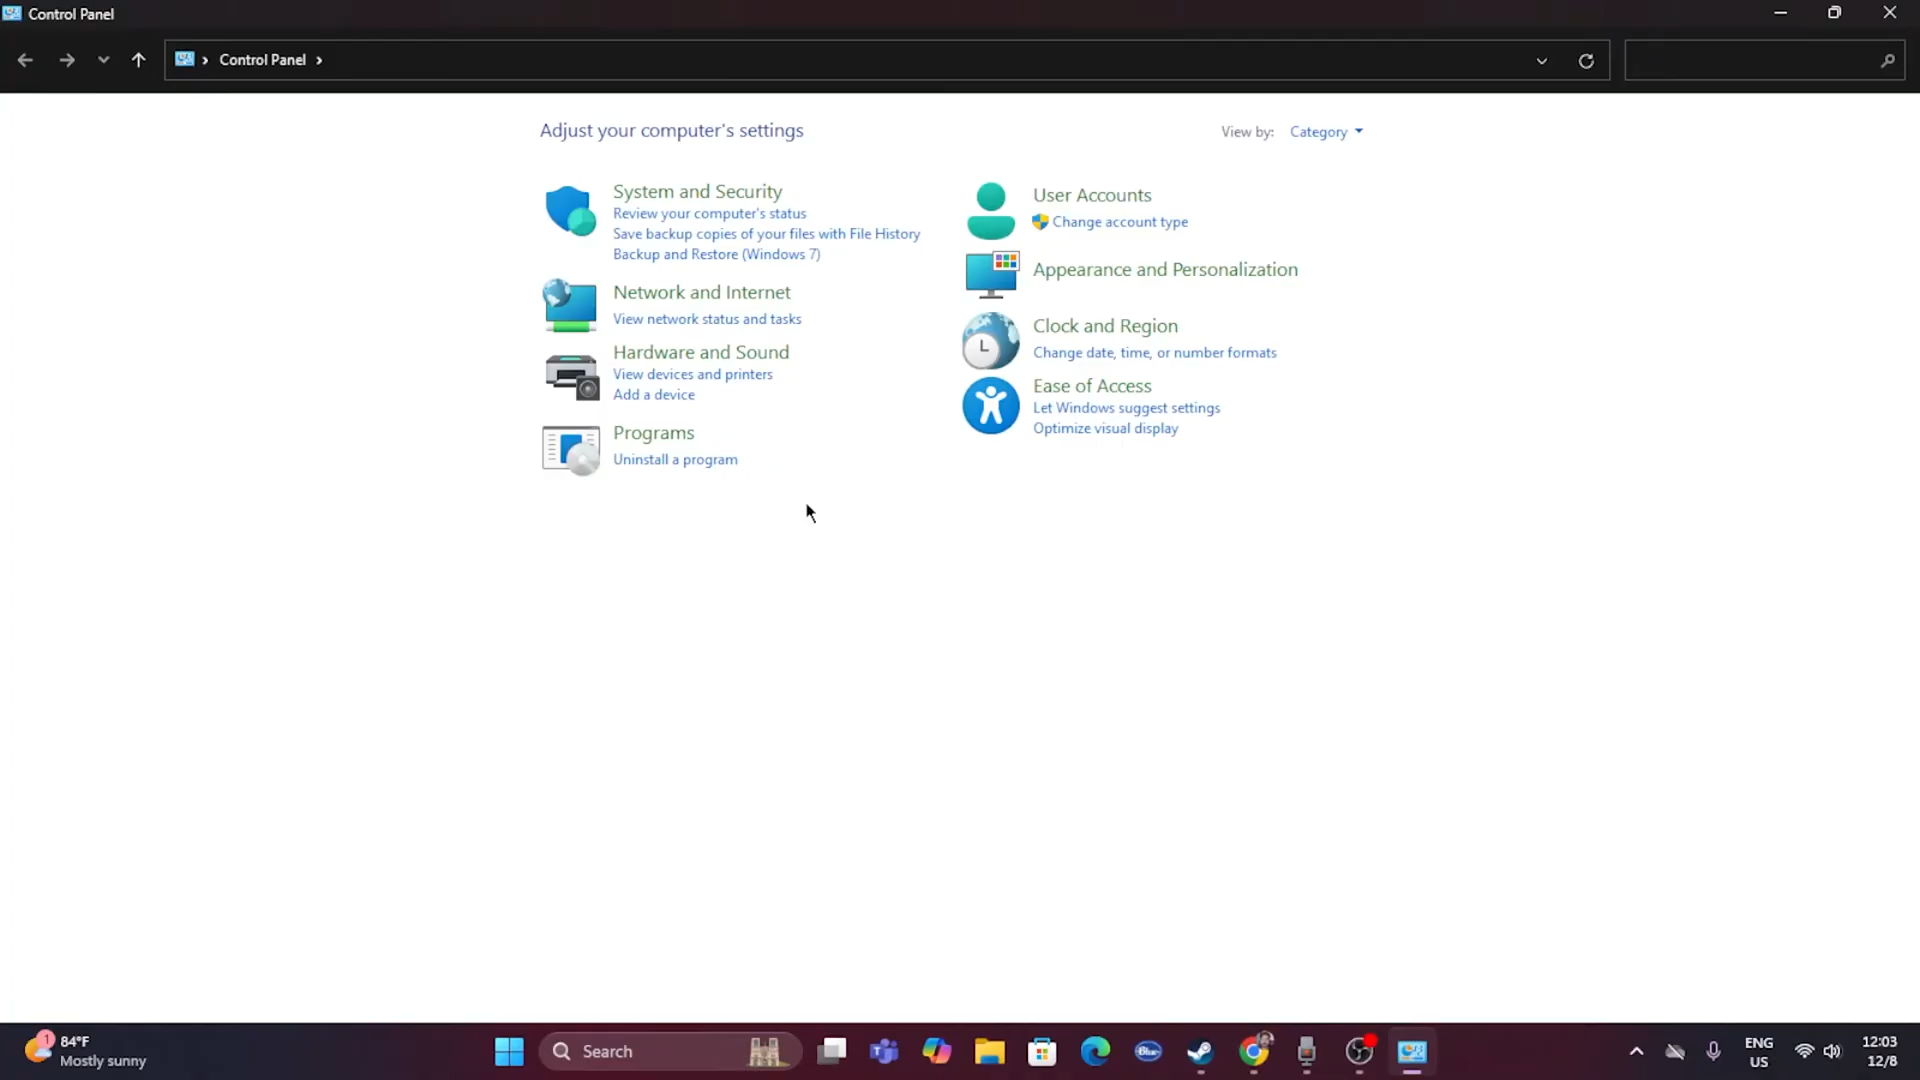 Control Panel
Control Panel
Adjust your computer's settings
View by: Category
System and Security
Review your computer's status
Save backup copies of your files with File History
Backup and Restore (Windows 7)
Network and Internet
View network status and tasks
Hardware and Sound
View devices and printers
Add a device
Programs
Uninstall a program
User Accounts
Change account type
Appearance and Personalization
Clock and Region
Change date, time, or number formats
Ease of Access
Let Windows suggest settings
Optimize visual display
1
84°F
Mostly sunny
Search
Blue
ENG
US
12:03
12/8